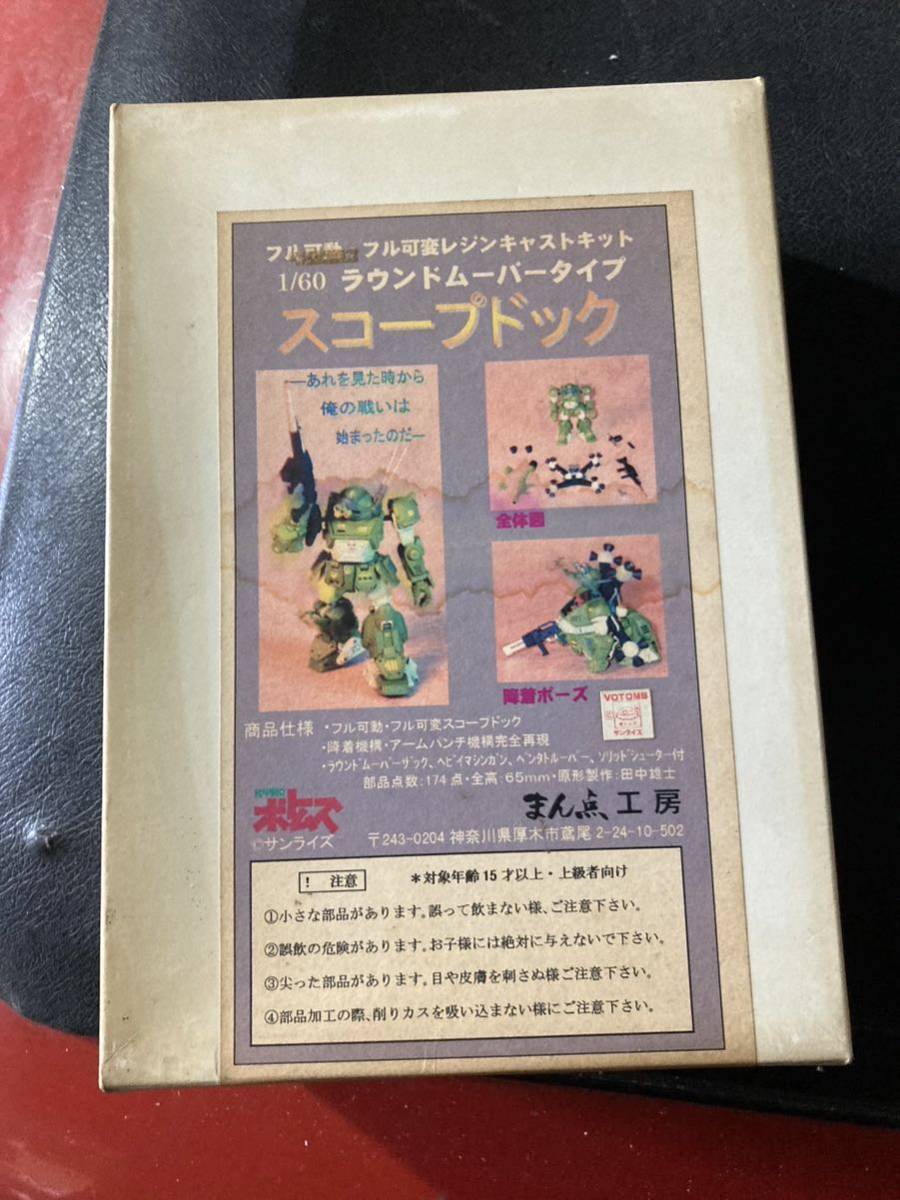 フル可動 フル可変レジンキャストキット
1/60 ラウンドムーバータイプ
スコープドック
―あれを見た時から
俺の戦いは
始まったのだ―
全体図
降着ポーズ
VOTOMS
サンライズ
商品仕様 ・フル可動・フル可変スコープドック
・降着機構・アームパンチ機構完全再現
・ラウンドムーバーザック、ヘビィマシンガン、ペンタトルーパー、ソリッドシューター付
部品点数:174点・全高:65mm・原形製作:田中雄士
ボトムズ
©サンライズ
まん点工房
〒243-0204 神奈川県厚木市鳶尾 2-24-10-502
! 注意 *対象年齢15才以上・上級者向け
①小さな部品があります。誤って飲まない様、ご注意下さい。
②誤飲の危険があります。お子様には絶対に与えないで下さい。
③尖った部品があります。目や皮膚を刺さぬ様ご注意下さい。
④部品加工の際、削りカスを吸い込まない様にご注意下さい。